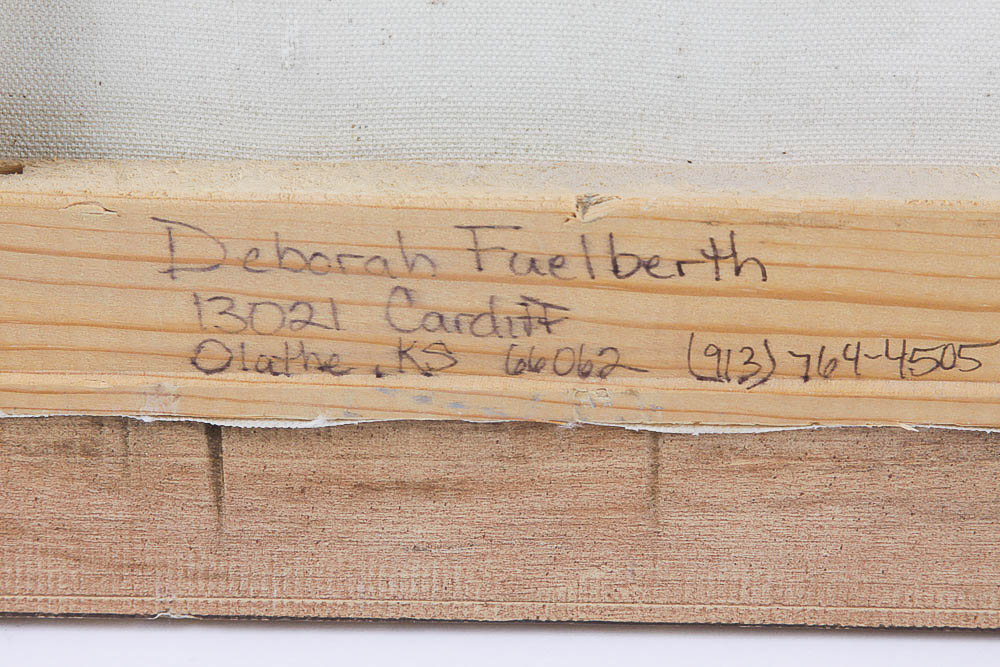 Deborah Fuelberth
13021 Cardiff
Olathe, KS 66062 (913) 764-4505